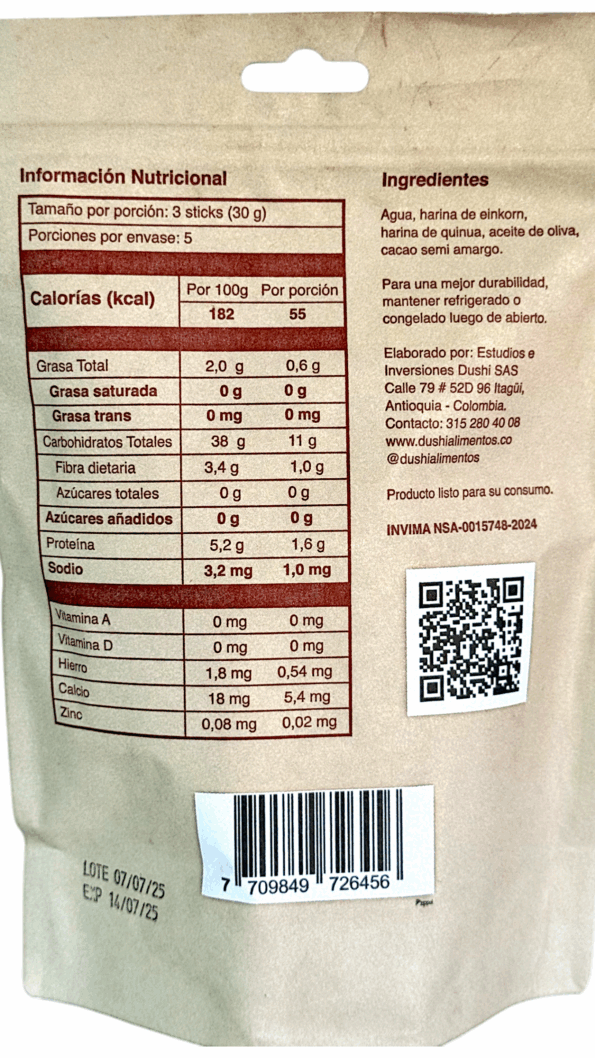 Información Nutricional
Tamaño por porción: 3 sticks (30 g)
Porciones por envase: 5
Calorías (kcal) Por 100g Por porción
182 55
Grasa Total 2,0 g 0,6 g
Grasa saturada 0 g 0 g
Grasa trans 0 mg 0 mg
Carbohidratos Totales 38 g 11 g
Fibra dietaria 3,4 g 1,0 g
Azúcares totales 0 g 0 g
Azúcares añadidos 0 g 0 g
Proteína 5,2 g 1,6 g
Sodio 3,2 mg 1,0 mg
Vitamina A 0 mg 0 mg
Vitamina D 0 mg 0 mg
Hierro 1,8 mg 0,54 mg
Calcio 18 mg 5,4 mg
Zinc 0,08 mg 0,02 mg
Ingredientes
Agua, harina de einkorn,
harina de quinua, aceite de oliva,
cacao semi amargo.
Para una mejor durabilidad,
mantener refrigerado o
congelado luego de abierto.
Elaborado por: Estudios e
Inversiones Dushi SAS
Calle 79 # 52D 96 Itagüi,
Antioquia - Colombia.
Contacto: 315 280 40 08
www.dushialimentos.co
@dushialimentos
Producto listo para su consumo.
INVIMA NSA-0015748-2024
7 709849 726456
LOTE 07/07/25
EXP 14/07/25